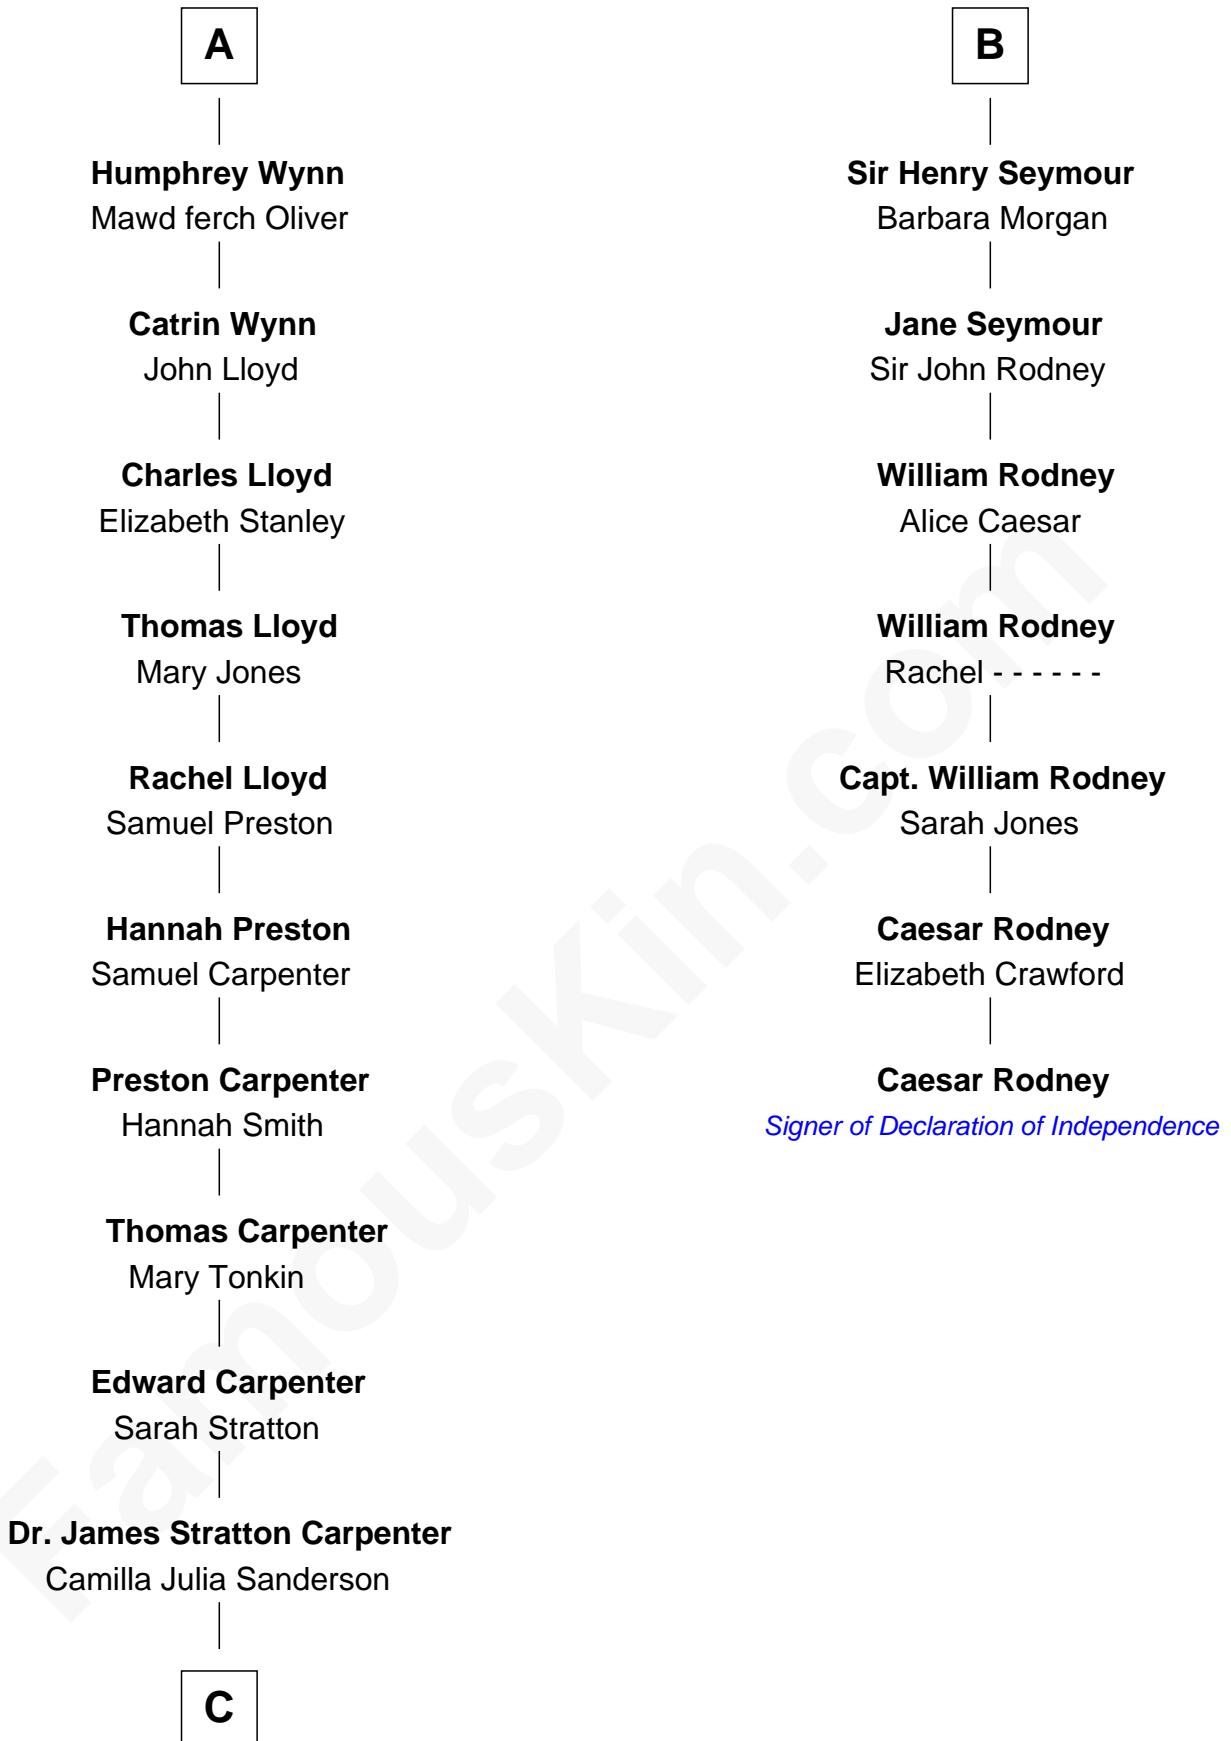 A
Humphrey Wynn
Mawd ferch Oliver
Catrin Wynn
John Lloyd
Charles Lloyd
Elizabeth Stanley
Thomas Lloyd
Mary Jones
Rachel Lloyd
Samuel Preston
Hannah Preston
Samuel Carpenter
Preston Carpenter
Hannah Smith
Thomas Carpenter
Mary Tonkin
Edward Carpenter
Sarah Stratton
Dr. James Stratton Carpenter
Camilla Julia Sanderson
C
B
Sir Henry Seymour
Barbara Morgan
Jane Seymour
Sir John Rodney
William Rodney
Alice Caesar
William Rodney
Rachel - - - - - -
Capt. William Rodney
Sarah Jones
Caesar Rodney
Elizabeth Crawford
Caesar Rodney
Signer of Declaration of Independence
FamousKin.com